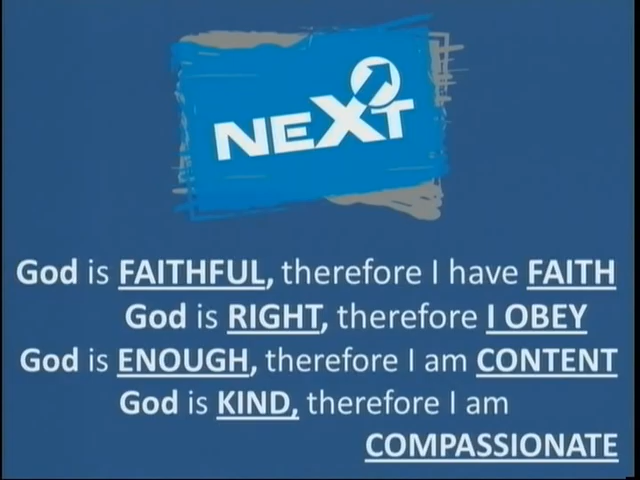 NEXT
God is FAITHFUL, therefore I have FAITH
God is RIGHT, therefore I OBEY
God is ENOUGH, therefore I am CONTENT
God is KIND, therefore I am
COMPASSIONATE